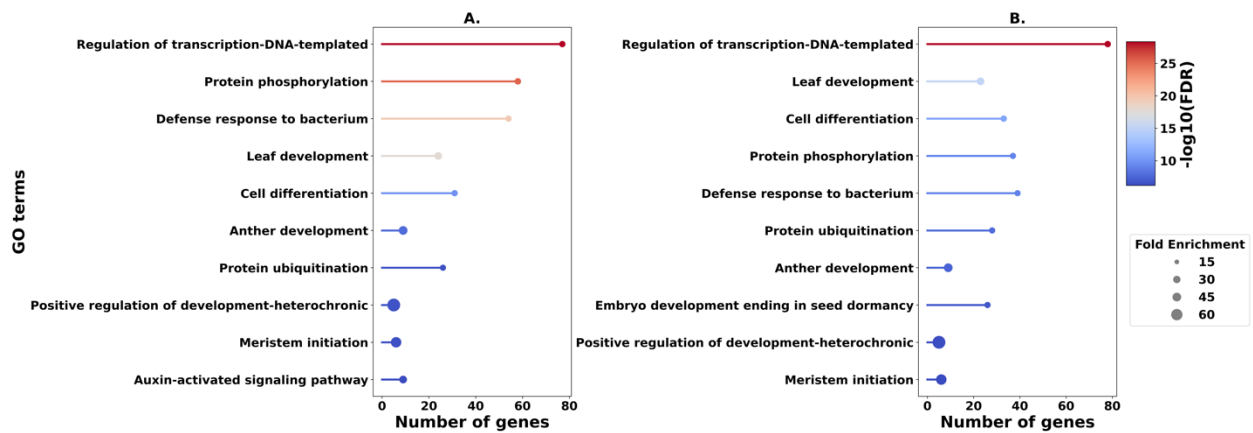 A.
GO terms
Regulation of transcription-DNA-templated
Protein phosphorylation
Defense response to bacterium
Leaf development
Cell differentiation
Anther development
Protein ubiquitination
Positive regulation of development-heterochronic
Meristem initiation
Auxin-activated signaling pathway
0 20 40 60 80
Number of genes
B.
Regulation of transcription-DNA-templated
Leaf development
Cell differentiation
Protein phosphorylation
Defense response to bacterium
Protein ubiquitination
Anther development
Embryo development ending in seed dormancy
Positive regulation of development-heterochronic
Meristem initiation
0 20 40 60 80
Number of genes
25
20
15
10
-log10(FDR)
Fold Enrichment
15
30
45
60